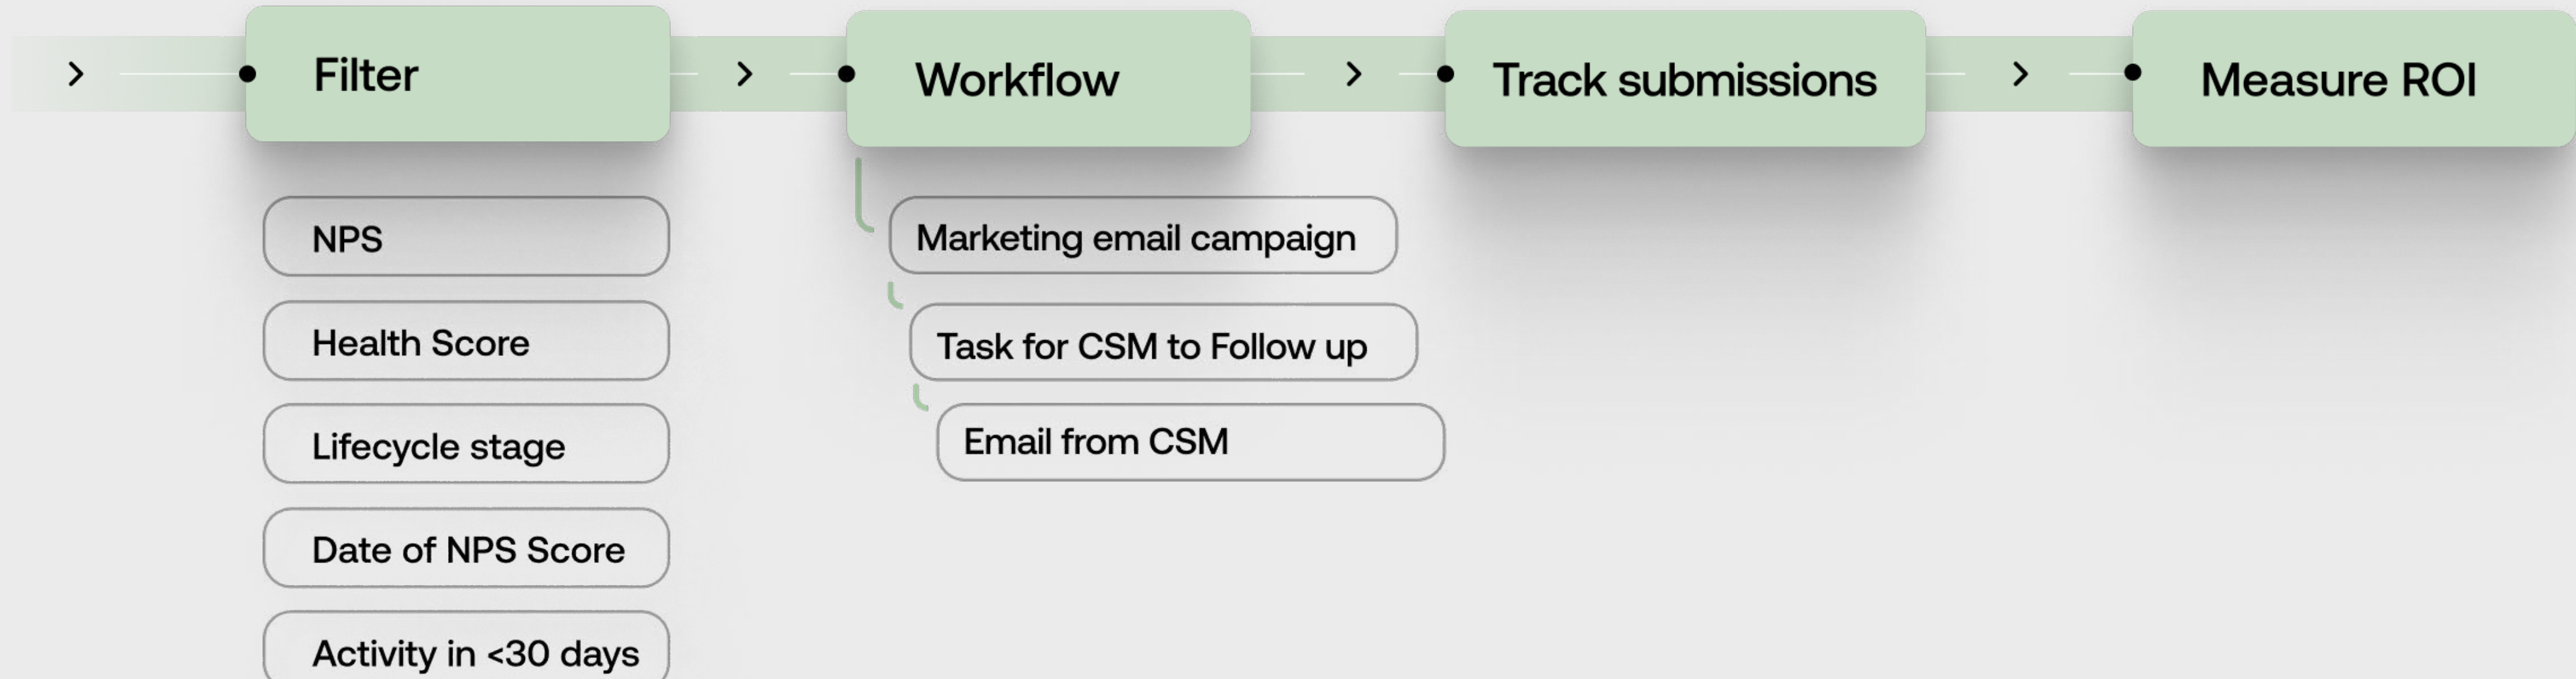 Filter
Workflow
Track submissions
Measure ROI
NPS
Health Score
Lifecycle stage
Date of NPS Score
Activity in <30 days
Marketing email campaign
Task for CSM to Follow up
Email from CSM